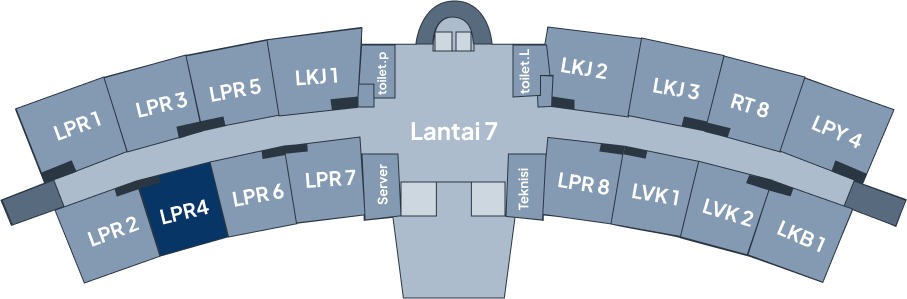 LPR 1
LPR 3
LPR 5
LKJ 1
toilet.p
toilet.L
LKJ 2
LKJ 3
RT 8
LPY 4
Lantai 7
LPR 2
LPR4
LPR 6
LPR 7
Server
Teknisi
LPR 8
LVK 1
LVK 2
LKB 1